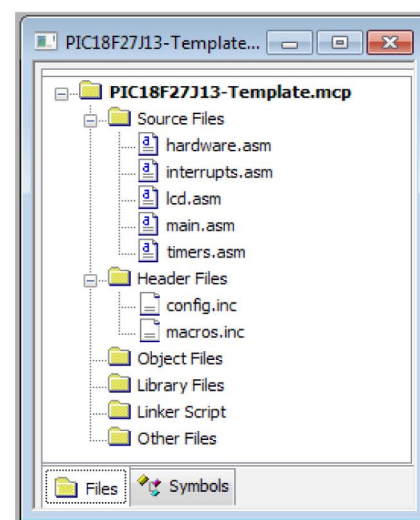 PIC18F27J13-Template...
PIC18F27J13-Template.mcp
Source Files
hardware.asm
interrupts.asm
lcd.asm
main.asm
timers.asm
Header Files
config.inc
macros.inc
Object Files
Library Files
Linker Script
Other Files
Files Symbols